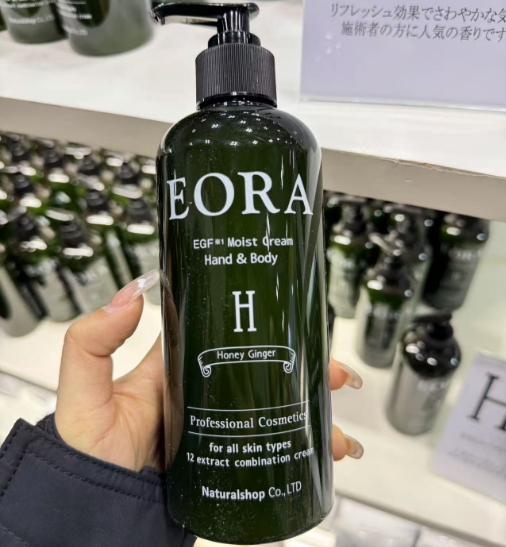 リフレッシュ効果でさわやかな気
施術者の方に人気の香りです
EORA
EGF※1 Moist Cream
Hand & Body
H
Honey Ginger
Professional Cosmetics
for all skin types
12 extract combination cream
Naturalshop Co.,LTD
H